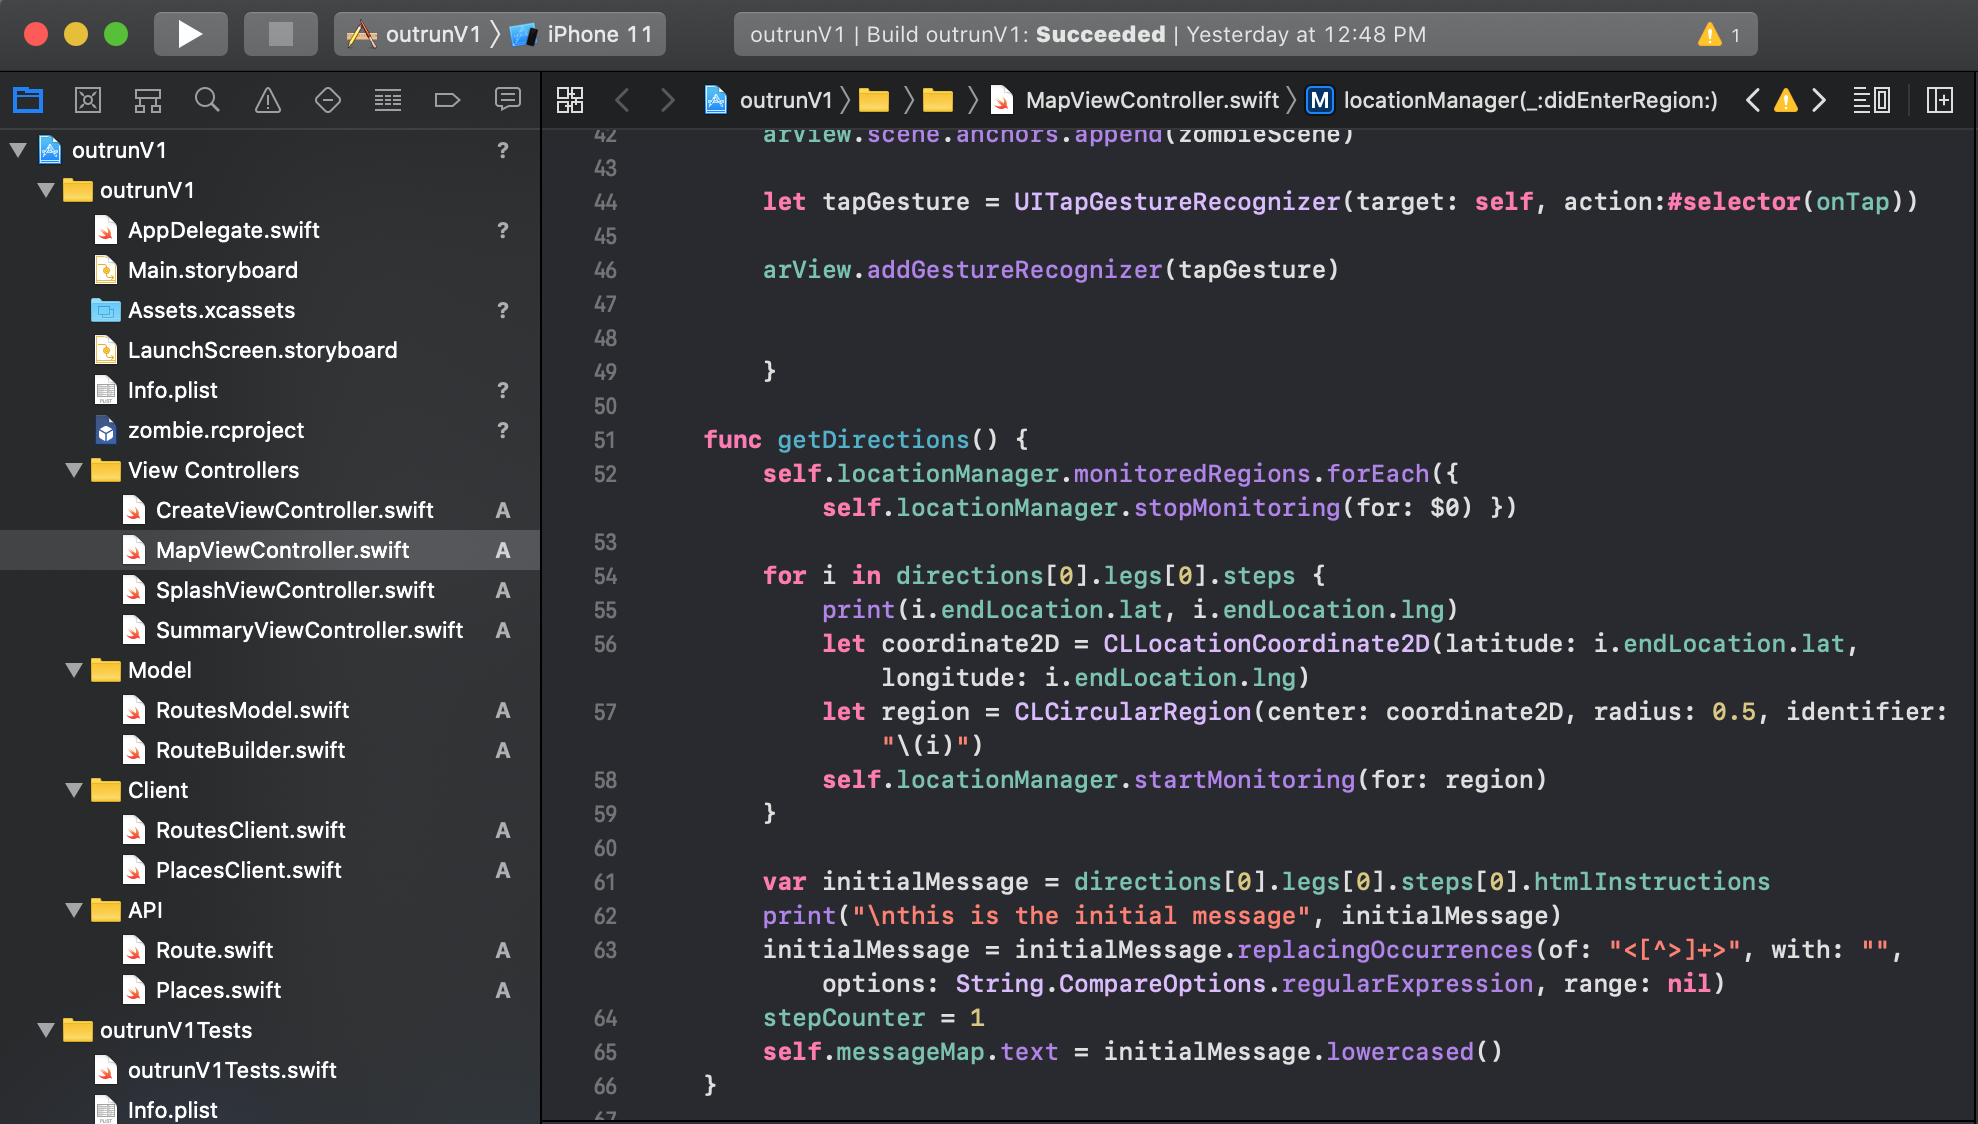 outrunV1 › iPhone 11
outrunV1 | Build outrunV1: Succeeded | Yesterday at 12:48 PM
1
outrunV1 › MapViewController.swift › M locationManager(_:didEnterRegion:)
outrunV1 ?
outrunV1
AppDelegate.swift ?
Main.storyboard
Assets.xcassets ?
LaunchScreen.storyboard
Info.plist ?
zombie.rcproject ?
View Controllers
CreateViewController.swift A
MapViewController.swift A
SplashViewController.swift A
SummaryViewController.swift A
Model
RoutesModel.swift A
RouteBuilder.swift A
Client
RoutesClient.swift A
PlacesClient.swift A
API
Route.swift A
Places.swift A
outrunV1Tests
outrunV1Tests.swift
Info.plist
42 arView.scene.anchors.append(zombieScene)
43
44 let tapGesture = UITapGestureRecognizer(target: self, action:#selector(onTap))
45
46 arView.addGestureRecognizer(tapGesture)
47
48
49 }
50
51 func getDirections() {
52 self.locationManager.monitoredRegions.forEach({
self.locationManager.stopMonitoring(for: $0) })
53
54 for i in directions[0].legs[0].steps {
55 print(i.endLocation.lat, i.endLocation.lng)
56 let coordinate2D = CLLocationCoordinate2D(latitude: i.endLocation.lat,
longitude: i.endLocation.lng)
57 let region = CLCircularRegion(center: coordinate2D, radius: 0.5, identifier:
"\(i)")
58 self.locationManager.startMonitoring(for: region)
59 }
60
61 var initialMessage = directions[0].legs[0].steps[0].htmlInstructions
62 print("\nthis is the initial message", initialMessage)
63 initialMessage = initialMessage.replacingOccurrences(of: "<[^>]+>", with: "",
options: String.CompareOptions.regularExpression, range: nil)
64 stepCounter = 1
65 self.messageMap.text = initialMessage.lowercased()
66 }
67